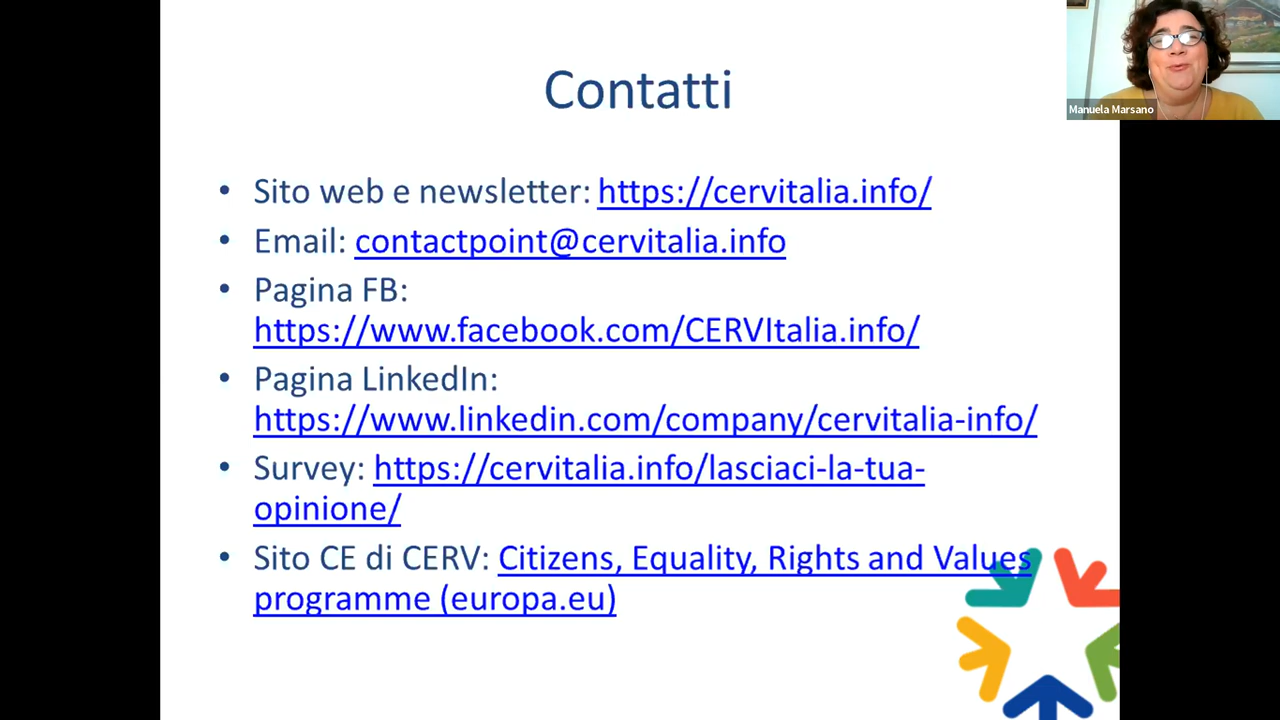 Contatti
Manuela Marsano
• Sito web e newsletter: https://cervitalia.info/
• Email: contactpoint@cervitalia.info
• Pagina FB:
https://www.facebook.com/CERVItalia.info/
• Pagina LinkedIn:
https://www.linkedin.com/company/cervitalia-info/
• Survey: https://cervitalia.info/lasciaci-la-tua-
opinione/
• Sito CE di CERV: Citizens, Equality, Rights and Values
programme (europa.eu)